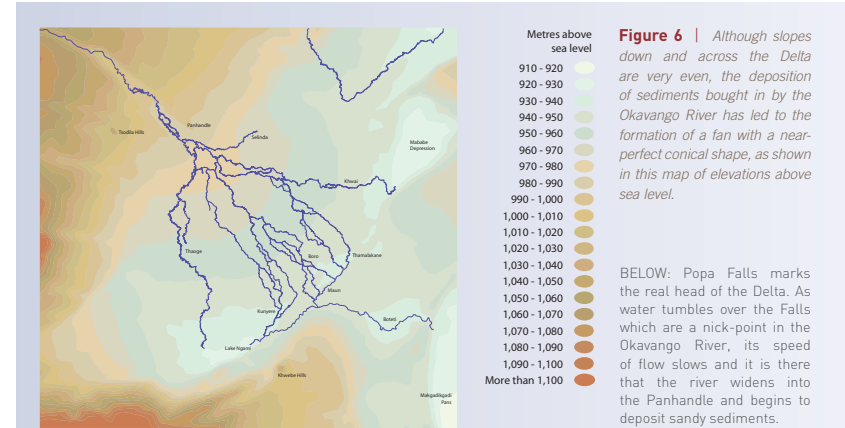 Metres above
sea level
910 - 920
920 - 930
930 - 940
940 - 950
950 - 960
960 - 970
970 - 980
980 - 990
990 - 1,000
1,000 - 1,010
1,010 - 1,020
1,020 - 1,030
1,030 - 1,040
1,040 - 1,050
1,050 - 1,060
1,060 - 1,070
1,070 - 1,080
1,080 - 1,090
1,090 - 1,100
More than 1,100
Panhandle
Tsodilo Hills
Selinda
Mababe
Depression
Khwai
Thaoge
Boro
Thamalakane
Maun
Kunyere
Boteti
Lake Ngami
Khwebe Hills
Makgadikgadi
Pans
Figure 6 | Although slopes
down and across the Delta
are very even, the deposition
of sediments bought in by the
Okavango River has led to the
formation of a fan with a near-
perfect conical shape, as shown
in this map of elevations above
sea level.
BELOW: Popa Falls marks
the real head of the Delta. As
water tumbles over the Falls
which are a nick-point in the
Okavango River, its speed
of flow slows and it is there
that the river widens into
the Panhandle and begins to
deposit sandy sediments.